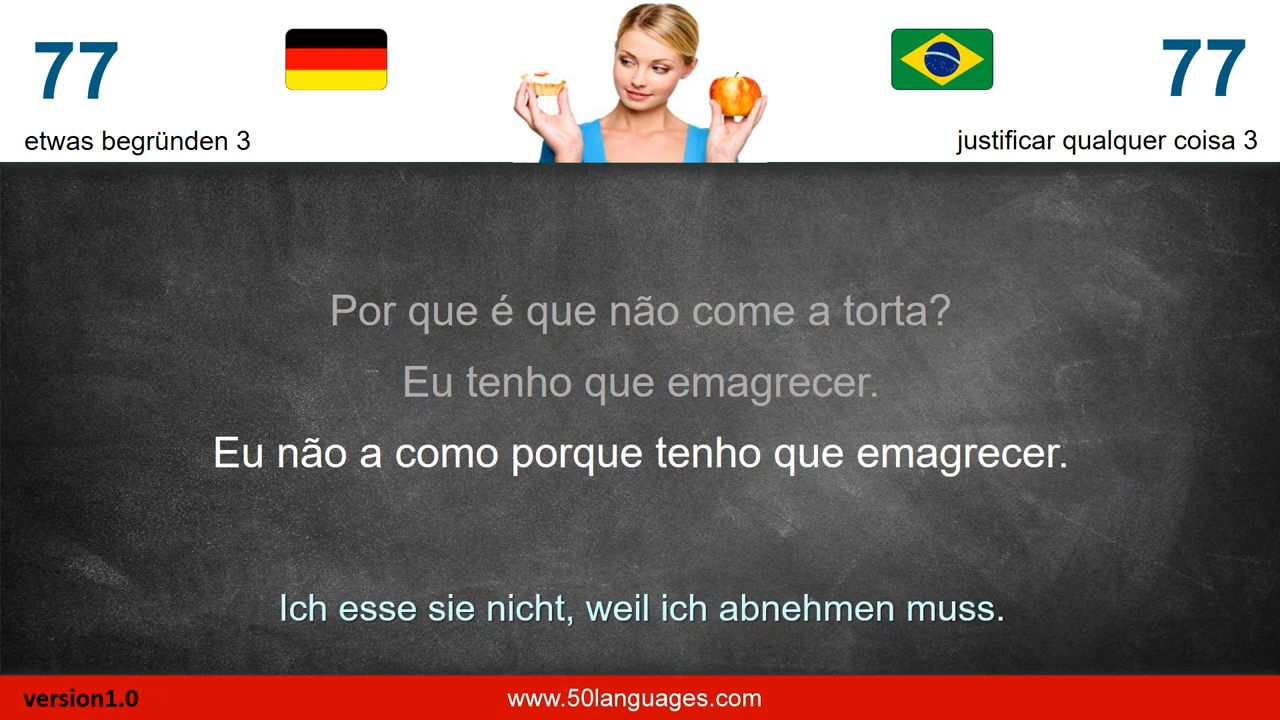 77
77
etwas begründen 3
justificar qualquer coisa 3
Por que é que não come a torta?
Eu tenho que emagrecer.
Eu não a como porque tenho que emagrecer.
Ich esse sie nicht, weil ich abnehmen muss.
version1.0
www.50languages.com